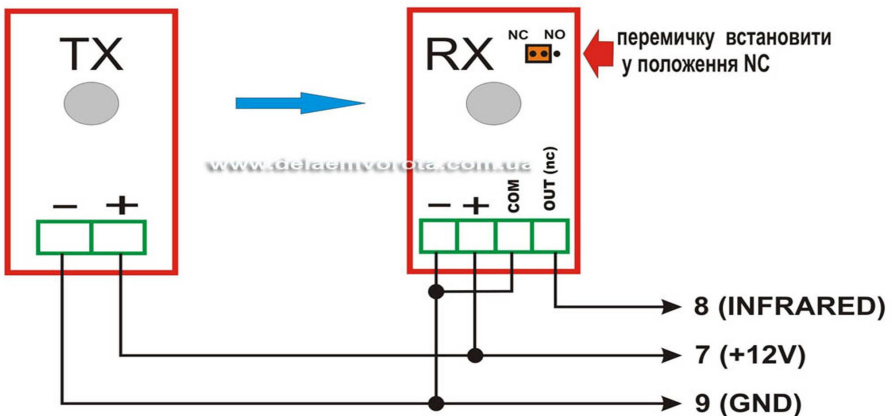 TX
RX
NC NO
перемичку встановити
у положення NC
www.delaemvorota.com.ua
− +
− + COM OUT (nc)
8 (INFRARED)
7 (+12V)
9 (GND)